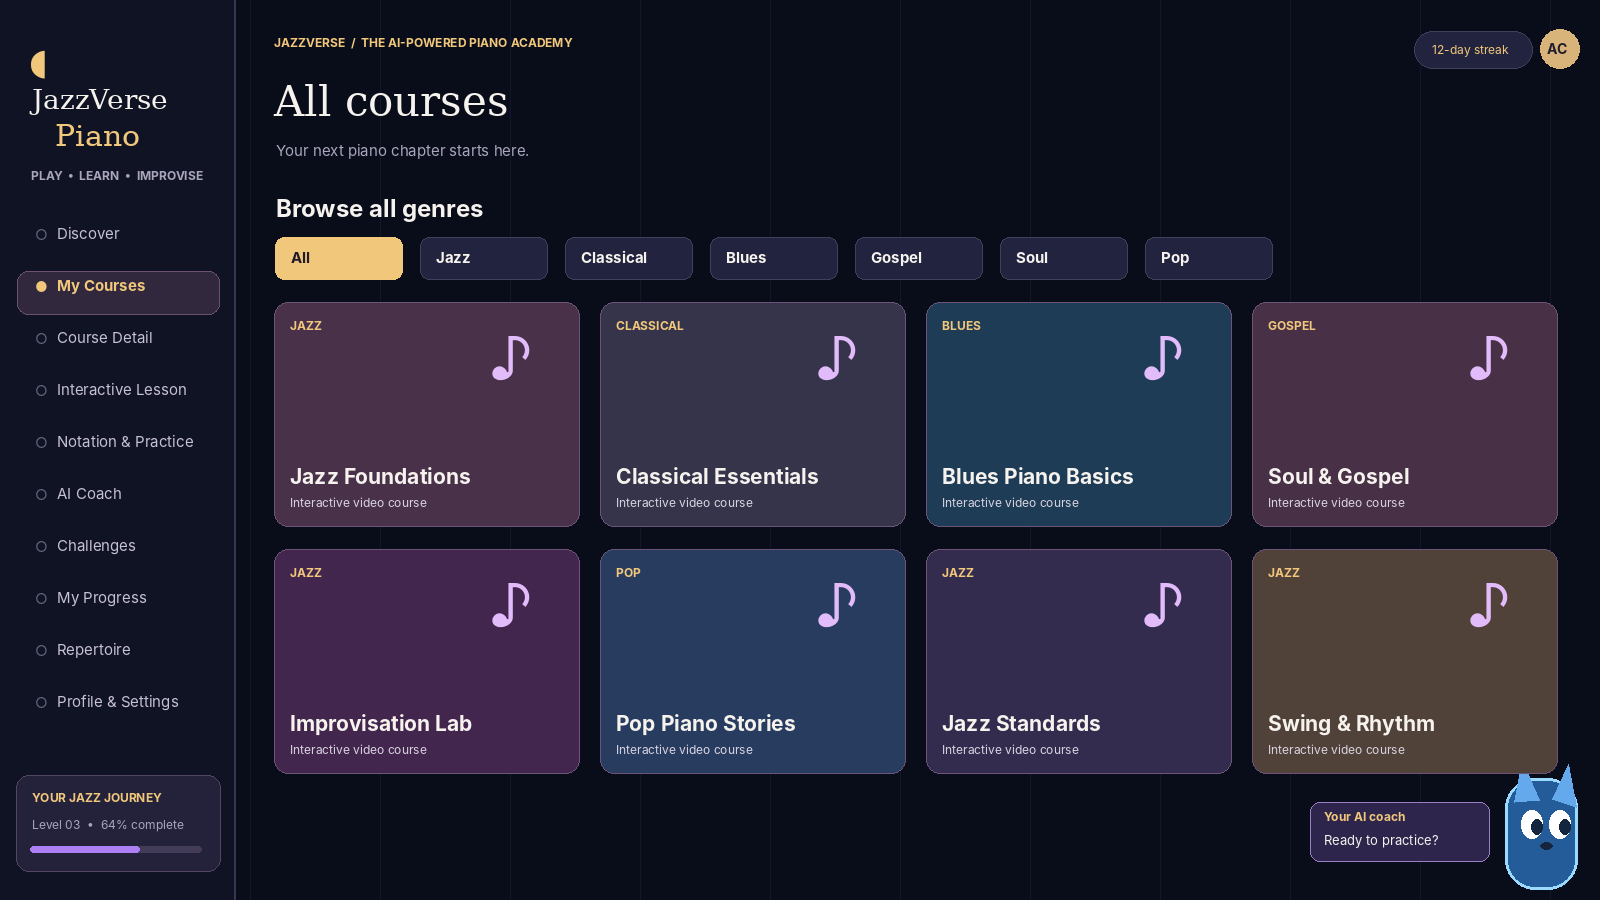 JazzVerse
Piano
PLAY • LEARN • IMPROVISE
Discover
My Courses
Course Detail
Interactive Lesson
Notation & Practice
AI Coach
Challenges
My Progress
Repertoire
Profile & Settings
YOUR JAZZ JOURNEY
Level 03 • 64% complete
JAZZVERSE / THE AI-POWERED PIANO ACADEMY
12-day streak
AC
All courses
Your next piano chapter starts here.
Browse all genres
All
Jazz
Classical
Blues
Gospel
Soul
Pop
JAZZ
Jazz Foundations
Interactive video course
CLASSICAL
Classical Essentials
Interactive video course
BLUES
Blues Piano Basics
Interactive video course
GOSPEL
Soul & Gospel
Interactive video course
JAZZ
Improvisation Lab
Interactive video course
POP
Pop Piano Stories
Interactive video course
JAZZ
Jazz Standards
Interactive video course
JAZZ
Swing & Rhythm
Interactive video course
Your AI coach
Ready to practice?